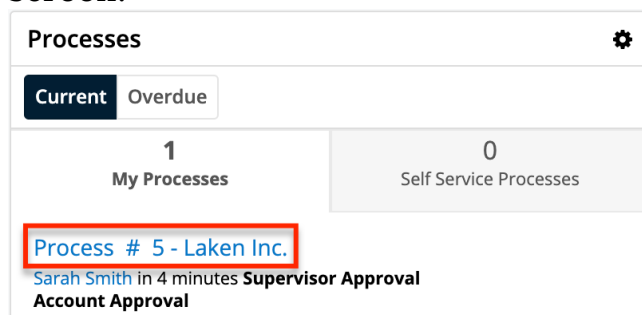 Processes
Current Overdue
1 0
My Processes Self Service Processes
Process # 5 - Laken Inc.
Sarah Smith in 4 minutes Supervisor Approval
Account Approval